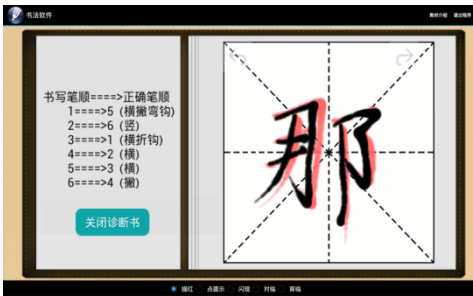 书法软件
教材介绍 退出程序
书写笔顺====>正确笔顺
1====>5 (横撇弯钩)
2====>6 (竖)
3====>1 (横折钩)
4====>2 (横)
5====>3 (横)
6====>4 (撇)
关闭诊断书
那
描红 点提示 闪现 对临 背临